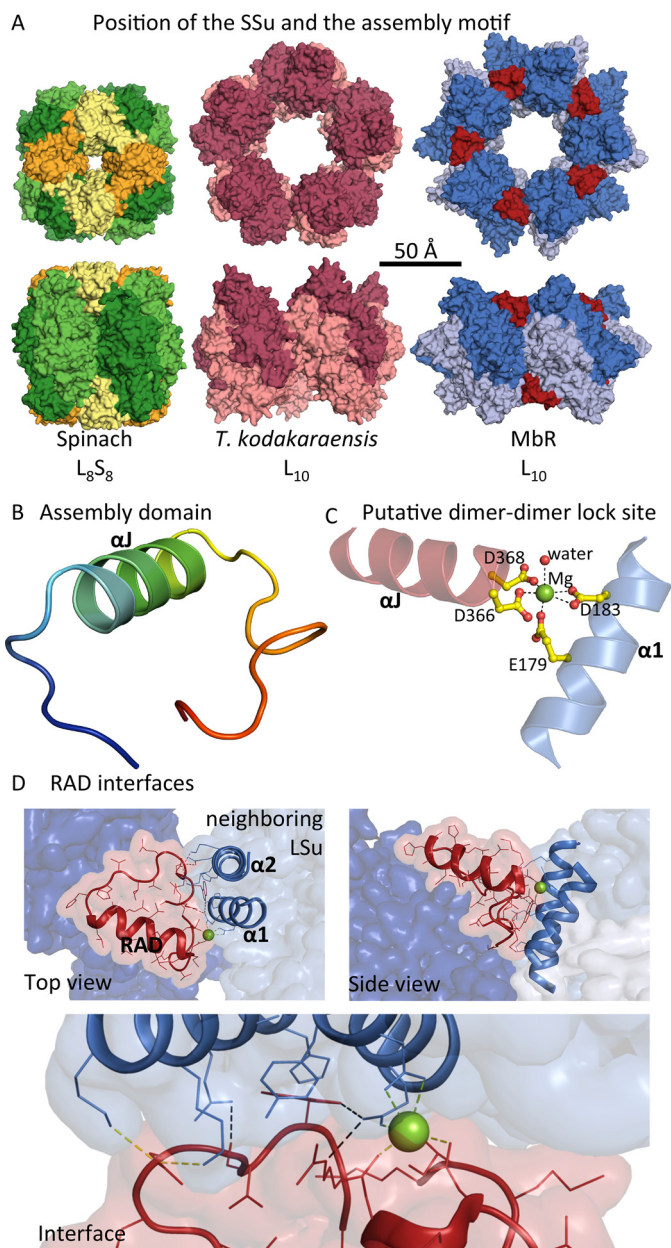 A Position of the SSu and the assembly motif
50 Å
Spinach
L₈S₈
T. kodakaraensis
L₁₀
MbR
L₁₀
B Assembly domain
αJ
C Putative dimer-dimer lock site
D368
water
Mg
αJ
D366
D183
E179
α1
D RAD interfaces
neighboring
LSu
α2
α1
RAD
Top view
Side view
Interface